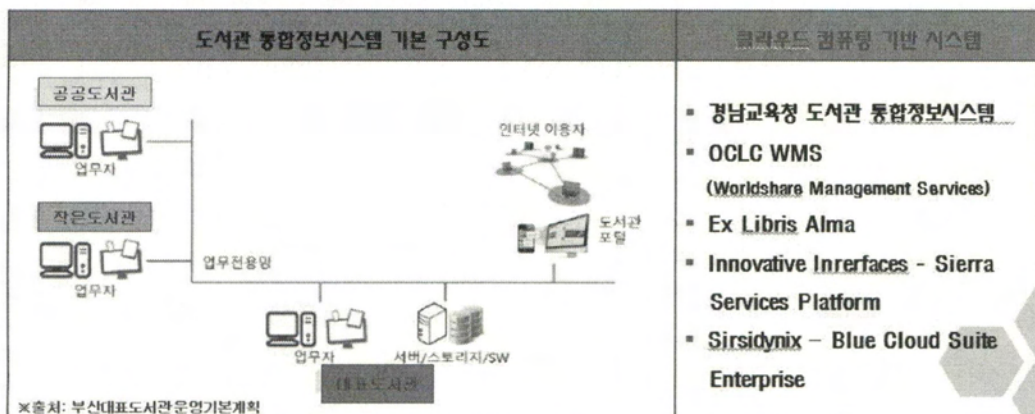 도서관 통합정보시스템 기본 구성도
클라우드 컴퓨팅 기반 시스템
공공도서관
업무자
작은도서관
업무자
업무전용망
인터넷 이용자
도서관
포털
업무자
서버/스토리지/SW
대표도서관
※출처: 부산대표도서관운영기본계획
▪ 경남교육청 도서관 통합정보시스템
▪ OCLC WMS
(Worldshare Management Services)
▪ Ex Libris Alma
▪ Innovative Inrerfaces - Sierra
Services Platform
▪ Sirsidynix – Blue Cloud Suite
Enterprise